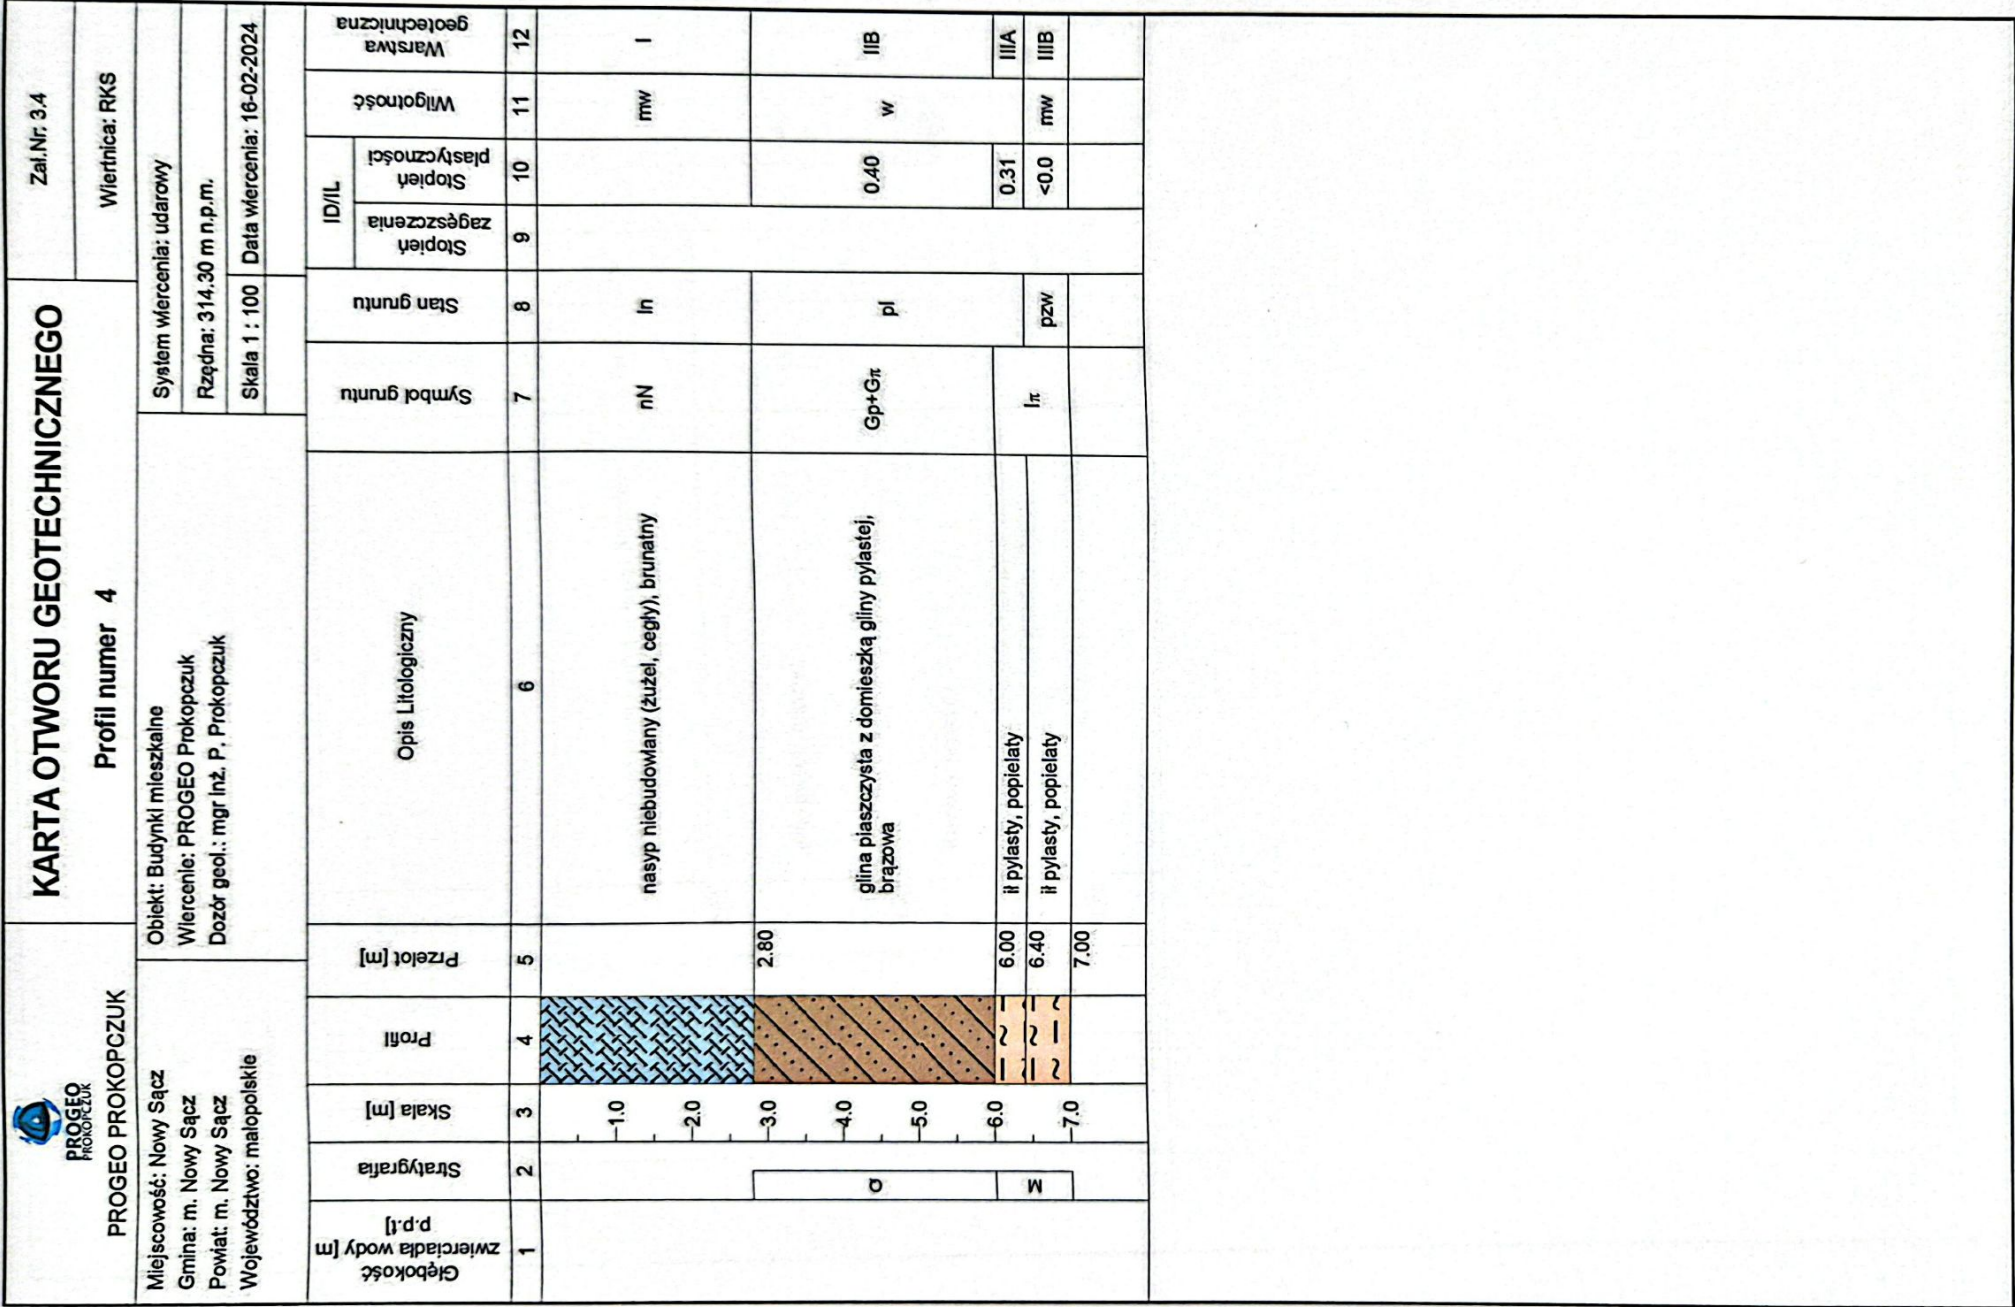 PROGEO
PROKOPCZUK
PROGEO PROKOPCZUK
KARTA OTWORU GEOTECHNICZNEGO
Profil numer 4
Zał.Nr: 3.4
Wiertnica: RKS
Miejscowość: Nowy Sącz
Gmina: m. Nowy Sącz
Powiat: m. Nowy Sącz
Województwo: małopolskie
Obiekt: Budynki mieszkalne
Wiercenie: PROGEO Prokopczuk
Dozór geol.: mgr inż. P. Prokopczuk
System wiercenia: udarowy
Rzędna: 314.30 m n.p.m.
Skala 1 : 100
Data wiercenia: 16-02-2024
Głębokość
zwierciadła wody [m
p.p.t]
Stratygrafia
Skala [m]
Profil
Przelot [m]
Opis Litologiczny
Symbol gruntu
Stan gruntu
ID/IL
Stopień
zagęszczenia
Stopień
plastyczności
Wilgotność
Warstwa
geotechniczna
1
2
3
4
5
6
7
8
9
10
11
12
1.0
2.0
3.0
4.0
5.0
6.0
7.0
nasyp niebudowlany (żużel, cegły), brunatny
nN
ln
mw
I
Q
2.80
glina piaszczysta z domieszką gliny pylastej,
brązowa
Gp+Gπ
pl
0.40
w
IIB
M
6.00
ił pylasty, popielaty
Iπ
0.31
IIIA
6.40
ił pylasty, popielaty
pzw
<0.0
mw
IIIB
7.00